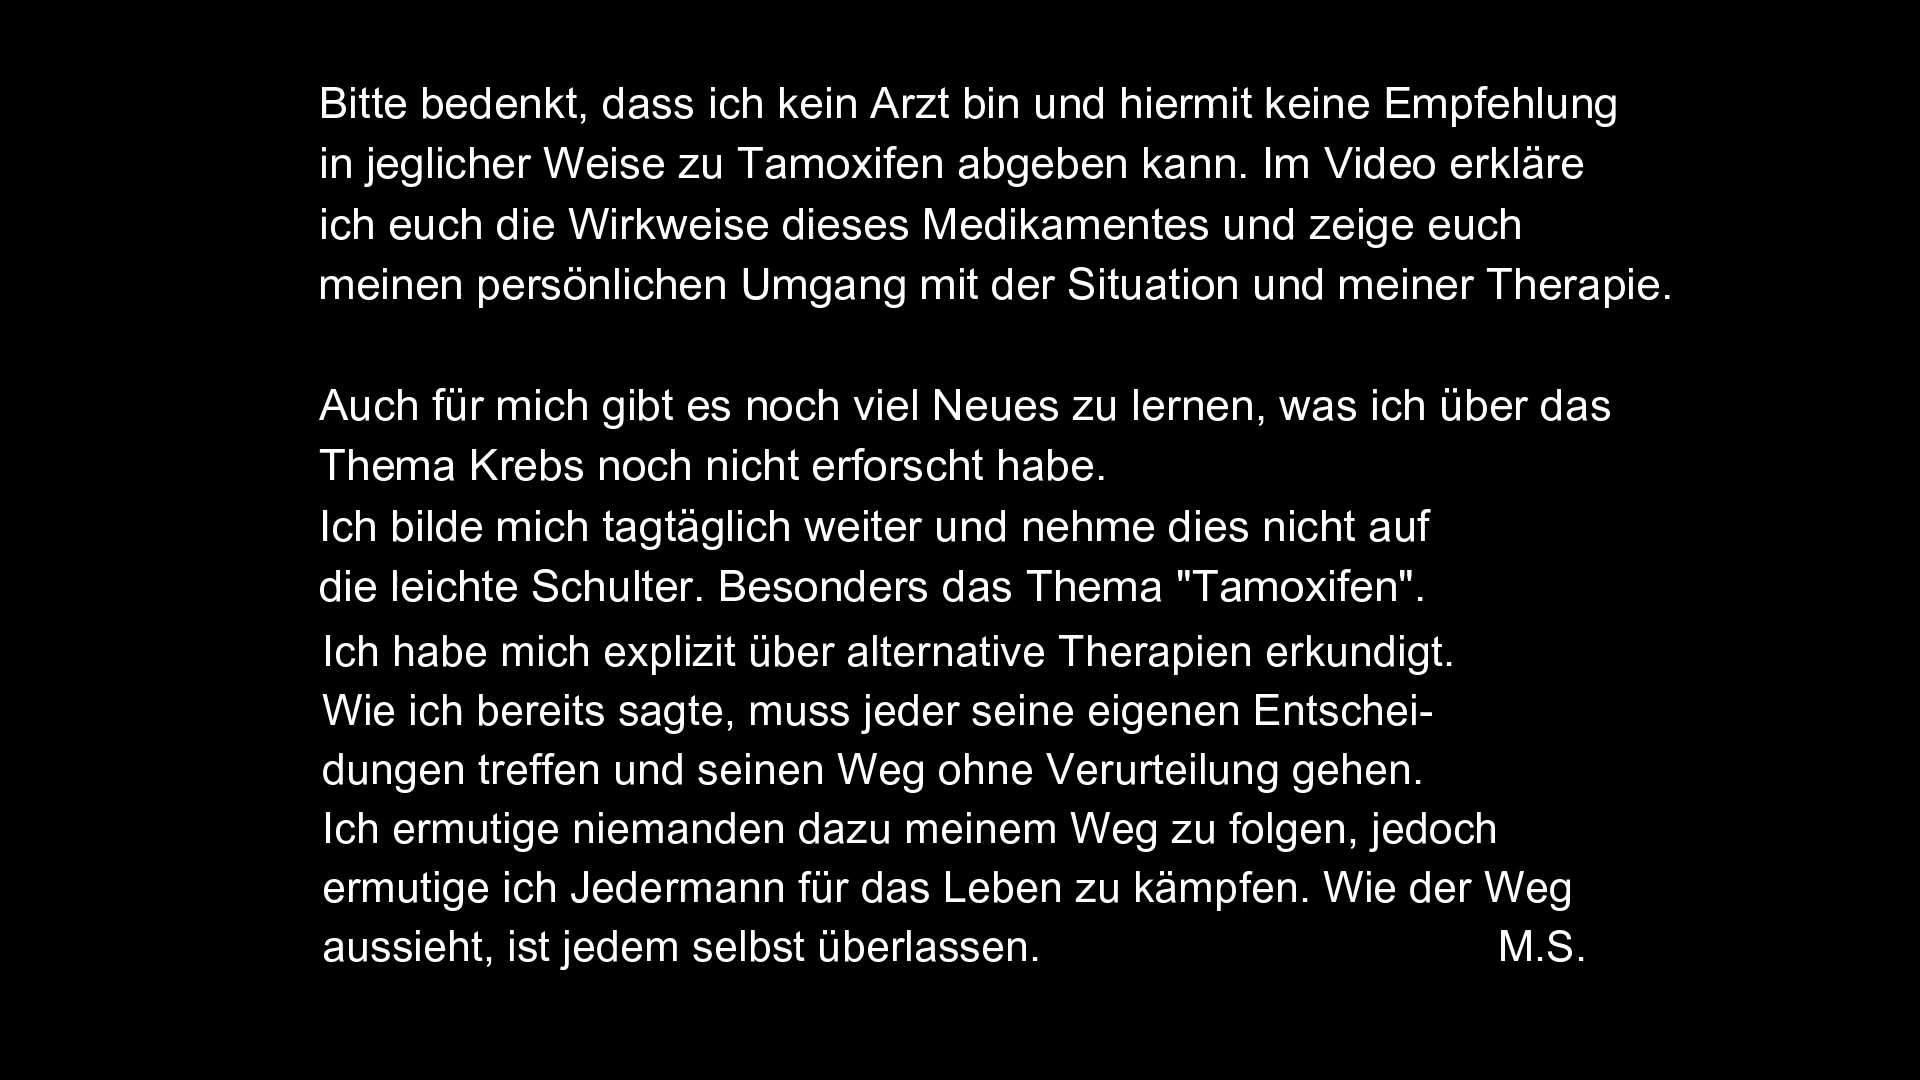 Bitte bedenkt, dass ich kein Arzt bin und hiermit keine Empfehlung
in jeglicher Weise zu Tamoxifen abgeben kann. Im Video erkläre
ich euch die Wirkweise dieses Medikamentes und zeige euch
meinen persönlichen Umgang mit der Situation und meiner Therapie.
Auch für mich gibt es noch viel Neues zu lernen, was ich über das
Thema Krebs noch nicht erforscht habe.
Ich bilde mich tagtäglich weiter und nehme dies nicht auf
die leichte Schulter. Besonders das Thema "Tamoxifen".
Ich habe mich explizit über alternative Therapien erkundigt.
Wie ich bereits sagte, muss jeder seine eigenen Entschei-
dungen treffen und seinen Weg ohne Verurteilung gehen.
Ich ermutige niemanden dazu meinem Weg zu folgen, jedoch
ermutige ich Jedermann für das Leben zu kämpfen. Wie der Weg
aussieht, ist jedem selbst überlassen. M.S.